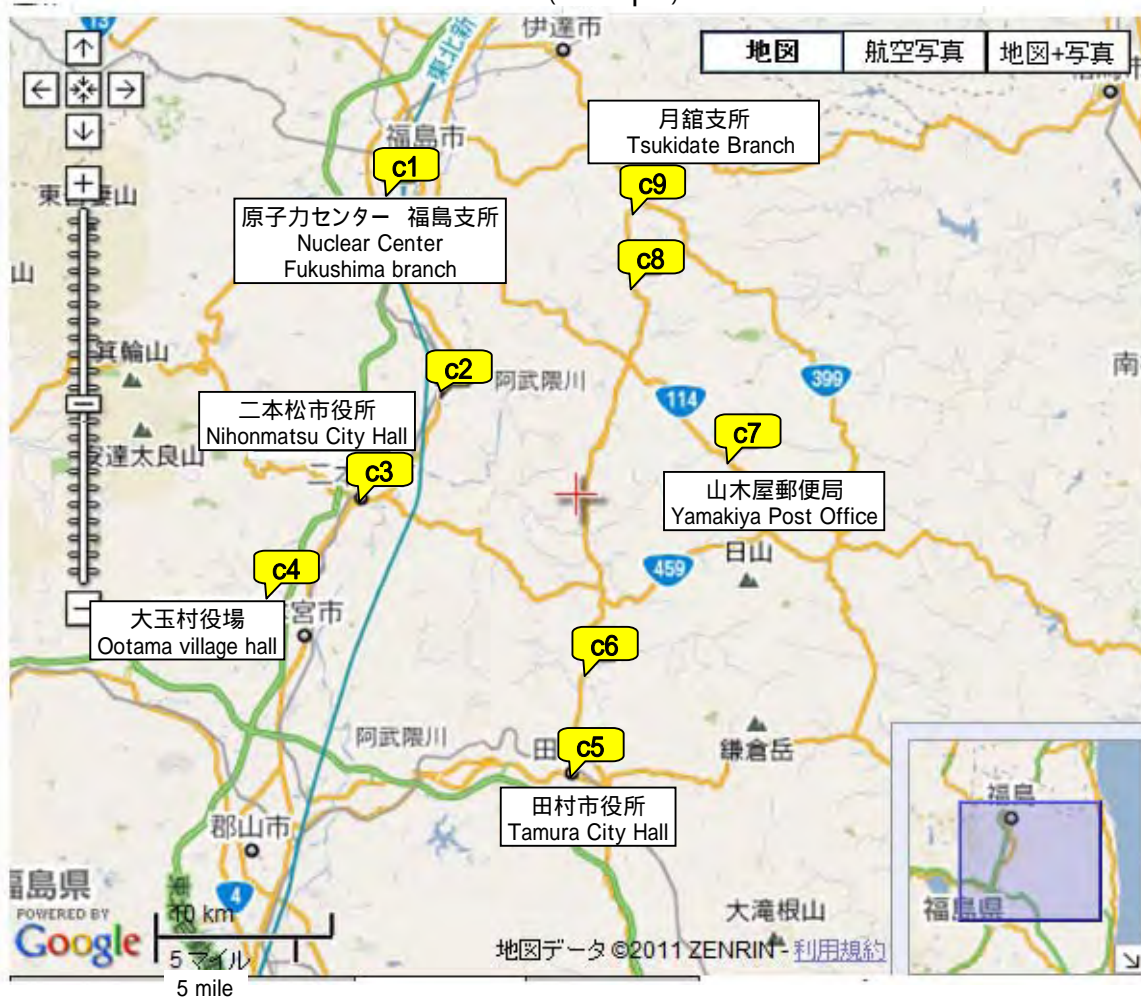 13
東北新
伊達市
地図
航空写真
地図+写真
福島市
c1
月舘支所
Tsukidate Branch
c9
原子力センター 福島支所
Nuclear Center
Fukushima branch
c8
山
箕輪山
c2
阿武隈川
399
南
114
二本松市役所
Nihonmatsu City Hall
安達太良山
c7
c3
山木屋郵便局
Yamakiya Post Office
日山
459
c4
大玉村役場
Ootama village hall
宮市
c6
阿武隈川
田
c5
鎌倉岳
田村市役所
Tamura City Hall
郡山市
福島
4
福島県
POWERED BY
Google
10 km
5 マイル
5 mile
大滝根山
福島県
地図データ ©2011 ZENRIN - 利用規約